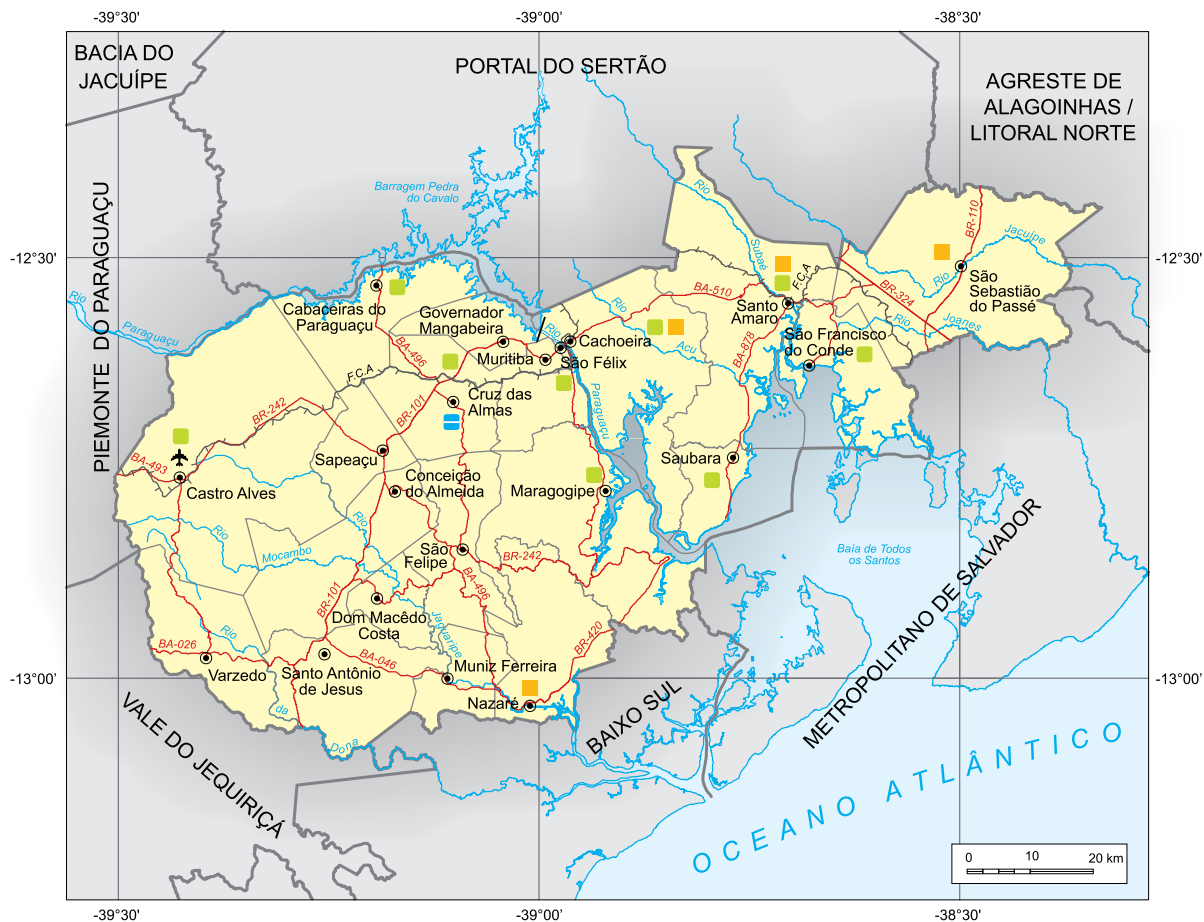 -39°30'
-39°00'
-38°30'
BACIA DO
JACUÍPE
PORTAL DO SERTÃO
AGRESTE DE
ALAGOINHAS /
LITORAL NORTE
PIEMONTE DO PARAGUAÇU
Barragem Pedra
do Cavalo
Rio
Subaé
BR-110
Jacuípe
Rio
-12°30'
-12°30'
Rio
Paraguaçu
Cabaceiras do
Paraguaçu
Governador
Mangabeira
Muritiba
Rio
Paraguaçu
Cachoeira
São Félix
BA-496
F.C.A
Rio
Acu
BA-510
F.C.A
Santo
Amaro
BA-878
São Francisco
do Conde
BR-324
Rio
Joanes
São
Sebastião
do Passé
BR-242
BR-101
Cruz das
Almas
BA-493
Castro Alves
Sapeaçu
Conceição
do Almeida
Maragogipe
Saubara
Rio
Rio
Mocambo
São
Felipe
BR-242
BA-496
Baía de Todos
os Santos
BR-101
Dom Macêdo
Costa
Jaguaripe
Rio
BA-026
Varzedo
Santo Antônio
de Jesus
BA-046
Muniz Ferreira
BR-420
Nazaré
da
Dona
-13°00'
-13°00'
VALE DO JEQUIRIÇÁ
BAIXO SUL
METROPOLITANO DE SALVADOR
OCEANO ATLÂNTICO
0 10 20 km
-39°30'
-39°00'
-38°30'